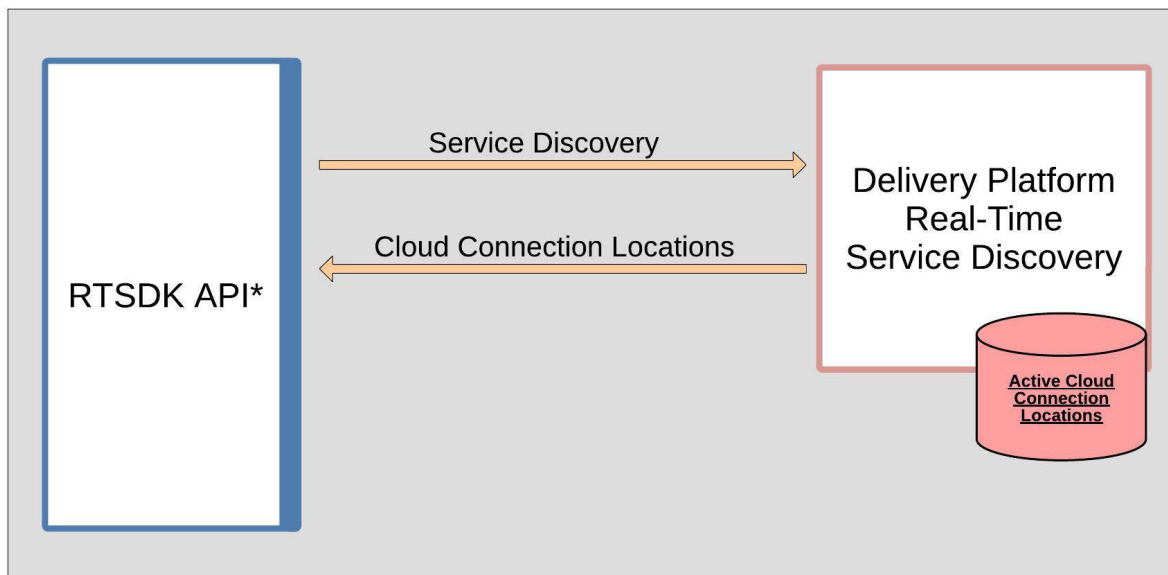 Service Discovery
Cloud Connection Locations
RTSDK API*
Delivery Platform
Real-Time
Service Discovery
Active Cloud
Connection
Locations